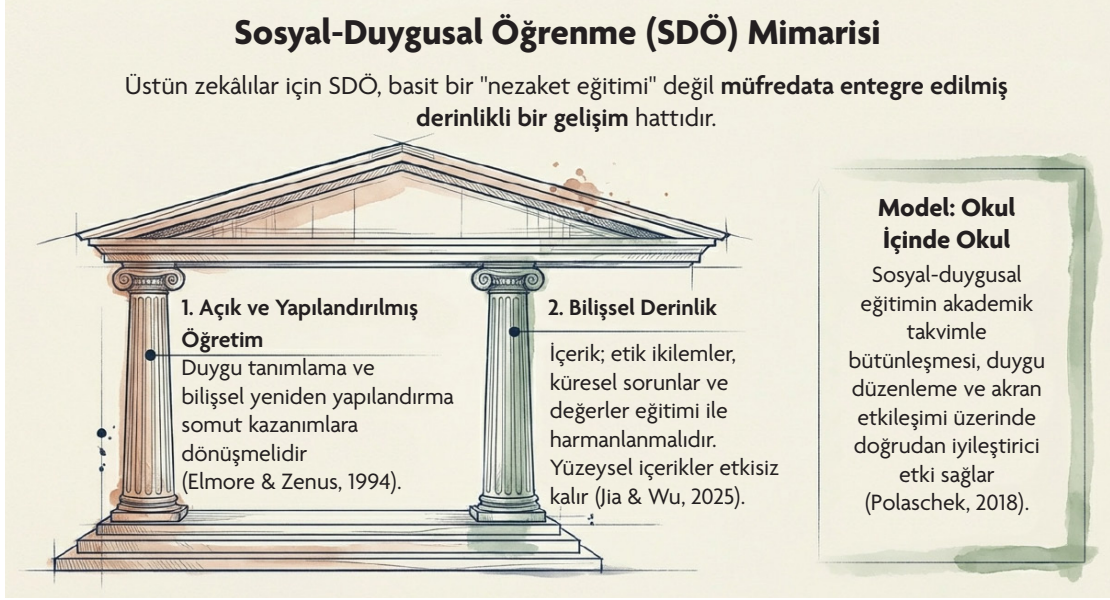 Sosyal-Duygusal Öğrenme (SDÖ) Mimarisi
Üstün zekâlılar için SDÖ, basit bir "nezaket eğitimi" değil müfredata entegre edilmiş
derinlikli bir gelişim hattıdır.
1. Açık ve Yapılandırılmış
Öğretim
Duygu tanımlama ve
bilişsel yeniden yapılandırma
somut kazanımlara
dönüşmelidir
(Elmore & Zenus, 1994).
2. Bilişsel Derinlik
İçerik; etik ikilemler,
küresel sorunlar ve
değerler eğitimi ile
harmanlanmalıdır.
Yüzeysel içerikler etkisiz
kalır (Jia & Wu, 2025).
Model: Okul
İçinde Okul
Sosyal-duygusal
eğitimin akademik
takvimle
bütünleşmesi, duygu
düzenleme ve akran
etkileşimi üzerinde
doğrudan iyileştirici
etki sağlar
(Polaschek, 2018).